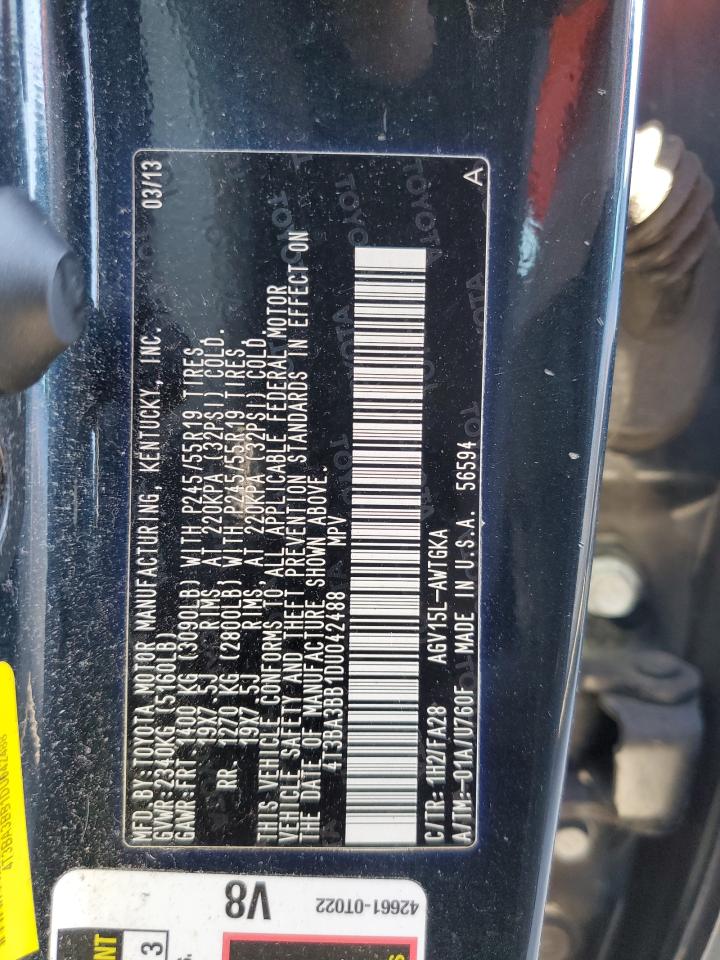 MFD BY: TOYOTA MOTOR MANUFACTURING, KENTUCKY, INC. 03/13
GVWR: 2340KG (5160LB)
GAWR: FRT 1400 KG (3090LB) WITH P245/55R19 TIRES,
19X7.5J RIMS, AT 220KPA (32PSI) COLD.
RR: 1270 KG (2800LB) WITH P245/55R19 TIRES,
19X7.5J RIMS, AT 220KPA (32PSI) COLD.
THIS VEHICLE CONFORMS TO ALL APPLICABLE FEDERAL MOTOR
VEHICLE SAFETY AND THEFT PREVENTION STANDARDS IN EFFECT ON
THE DATE OF MANUFACTURE SHOWN ABOVE.
4T3BA3BB1DU042488 MPV
C/TR: 1H2/FA28 AGV15L-AWTGKA
A/TM: -01A/U760F MADE IN U.S.A. 56594 A
V8
42661-0T022
3